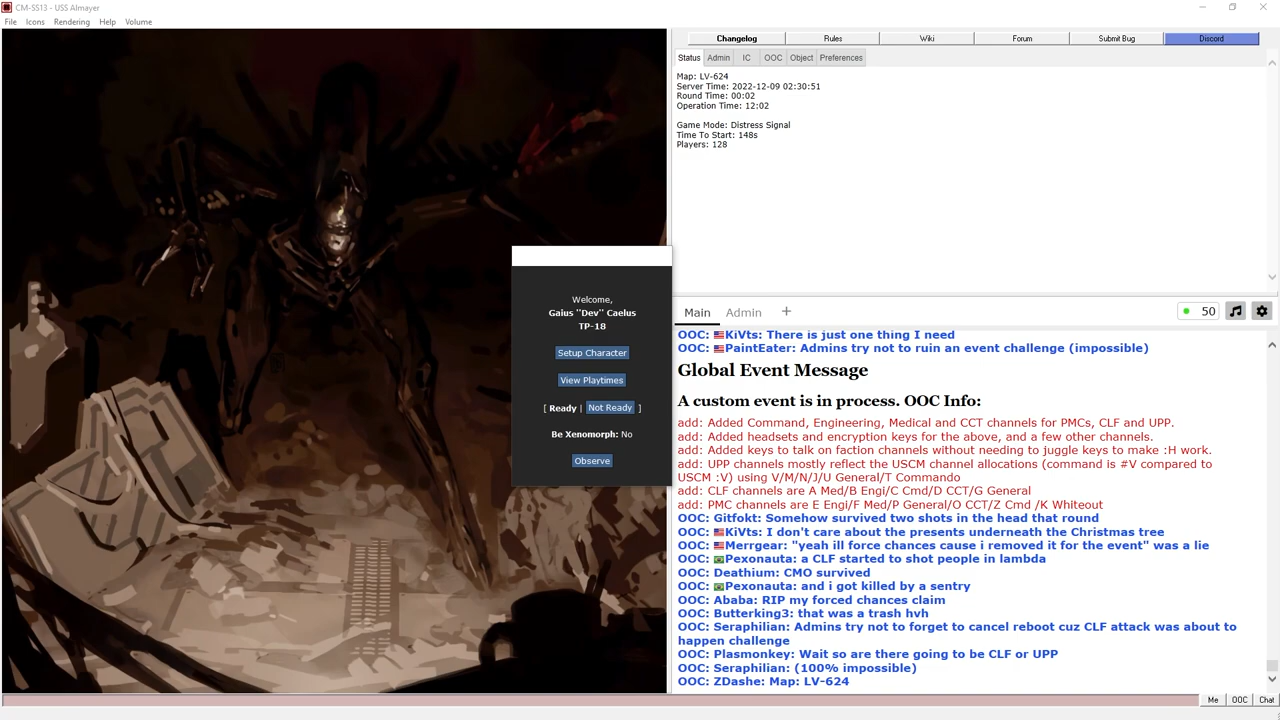 CM-SS13 - USS Almayer
File Icons Rendering Help Volume
Changelog Rules Wiki Forum Submit Bug Discord
Status Admin IC OOC Object Preferences
Map: LV-624
Server Time: 2022-12-09 02:30:51
Round Time: 00:02
Operation Time: 12:02
Game Mode: Distress Signal
Time To Start: 148s
Players: 128
Welcome,
Gaius "Dev" Caelus
TP-18
Setup Character
View Playtimes
[ Ready | Not Ready ]
Be Xenomorph: No
Observe
Main Admin + 50
OOC: KiVts: There is just one thing I need
OOC: PaintEater: Admins try not to ruin an event challenge (impossible)
Global Event Message
A custom event is in process. OOC Info:
add: Added Command, Engineering, Medical and CCT channels for PMCs, CLF and UPP.
add: Added headsets and encryption keys for the above, and a few other channels.
add: Added keys to talk on faction channels without needing to juggle keys to make :H work.
add: UPP channels mostly reflect the USCM channel allocations (command is #V compared to
USCM :V) using V/M/N/J/U General/T Commando
add: CLF channels are A Med/B Engi/C Cmd/D CCT/G General
add: PMC channels are E Engi/F Med/P General/O CCT/Z Cmd /K Whiteout
OOC: Gitfokt: Somehow survived two shots in the head that round
OOC: KiVts: I don't care about the presents underneath the Christmas tree
OOC: Merrgear: "yeah ill force chances cause i removed it for the event" was a lie
OOC: Pexonauta: a CLF started to shot people in lambda
OOC: Deathium: CMO survived
OOC: Pexonauta: and i got killed by a sentry
OOC: Ababa: RIP my forced chances claim
OOC: Butterking3: that was a trash hvh
OOC: Seraphilian: Admins try not to forget to cancel reboot cuz CLF attack was about to
happen challenge
OOC: Plasmonkey: Wait so are there going to be CLF or UPP
OOC: Seraphilian: (100% impossible)
OOC: ZDashe: Map: LV-624
Me OOC Chat